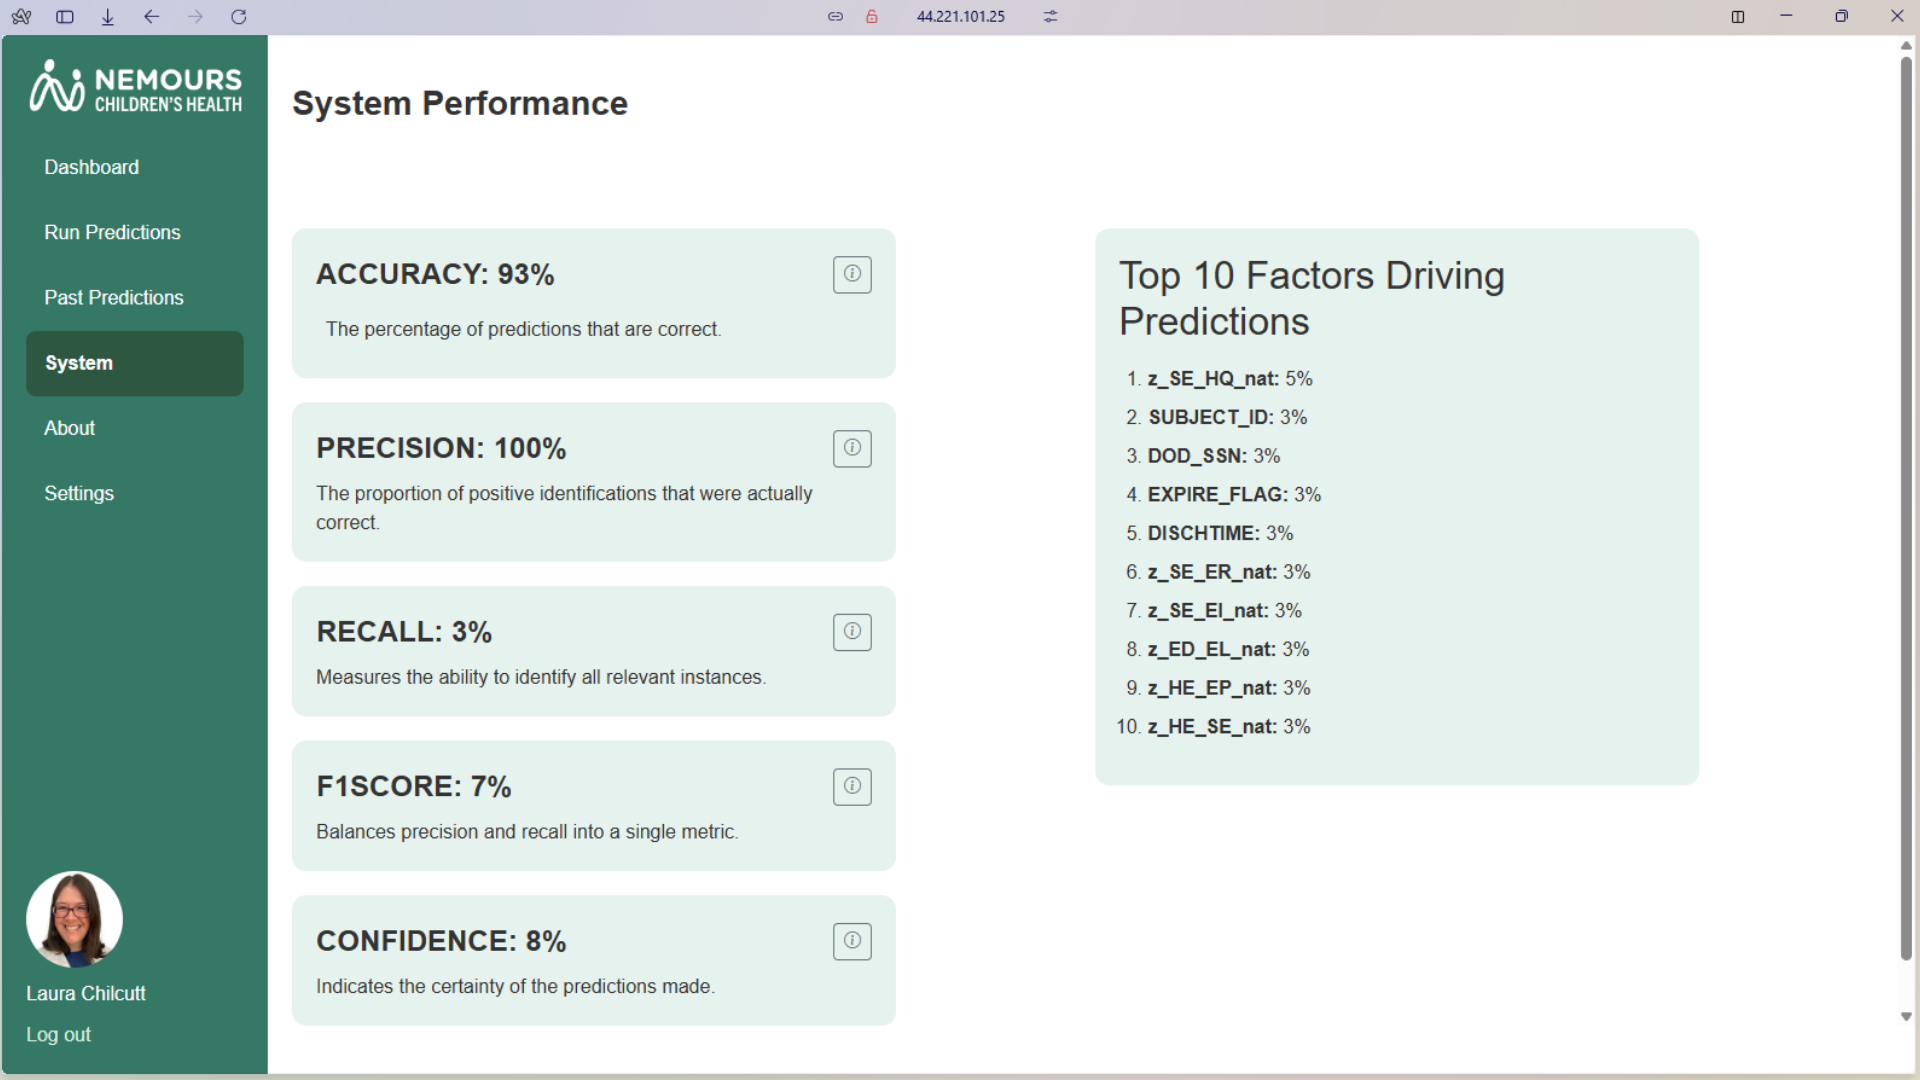 44.221.101.25
NEMOURS
CHILDREN'S HEALTH
Dashboard
Run Predictions
Past Predictions
System
About
Settings
Laura Chilcutt
Log out
System Performance
ACCURACY: 93%
The percentage of predictions that are correct.
PRECISION: 100%
The proportion of positive identifications that were actually
correct.
RECALL: 3%
Measures the ability to identify all relevant instances.
F1SCORE: 7%
Balances precision and recall into a single metric.
CONFIDENCE: 8%
Indicates the certainty of the predictions made.
Top 10 Factors Driving
Predictions
1. z_SE_HQ_nat: 5%
2. SUBJECT_ID: 3%
3. DOD_SSN: 3%
4. EXPIRE_FLAG: 3%
5. DISCHTIME: 3%
6. z_SE_ER_nat: 3%
7. z_SE_EI_nat: 3%
8. z_ED_EL_nat: 3%
9. z_HE_EP_nat: 3%
10. z_HE_SE_nat: 3%